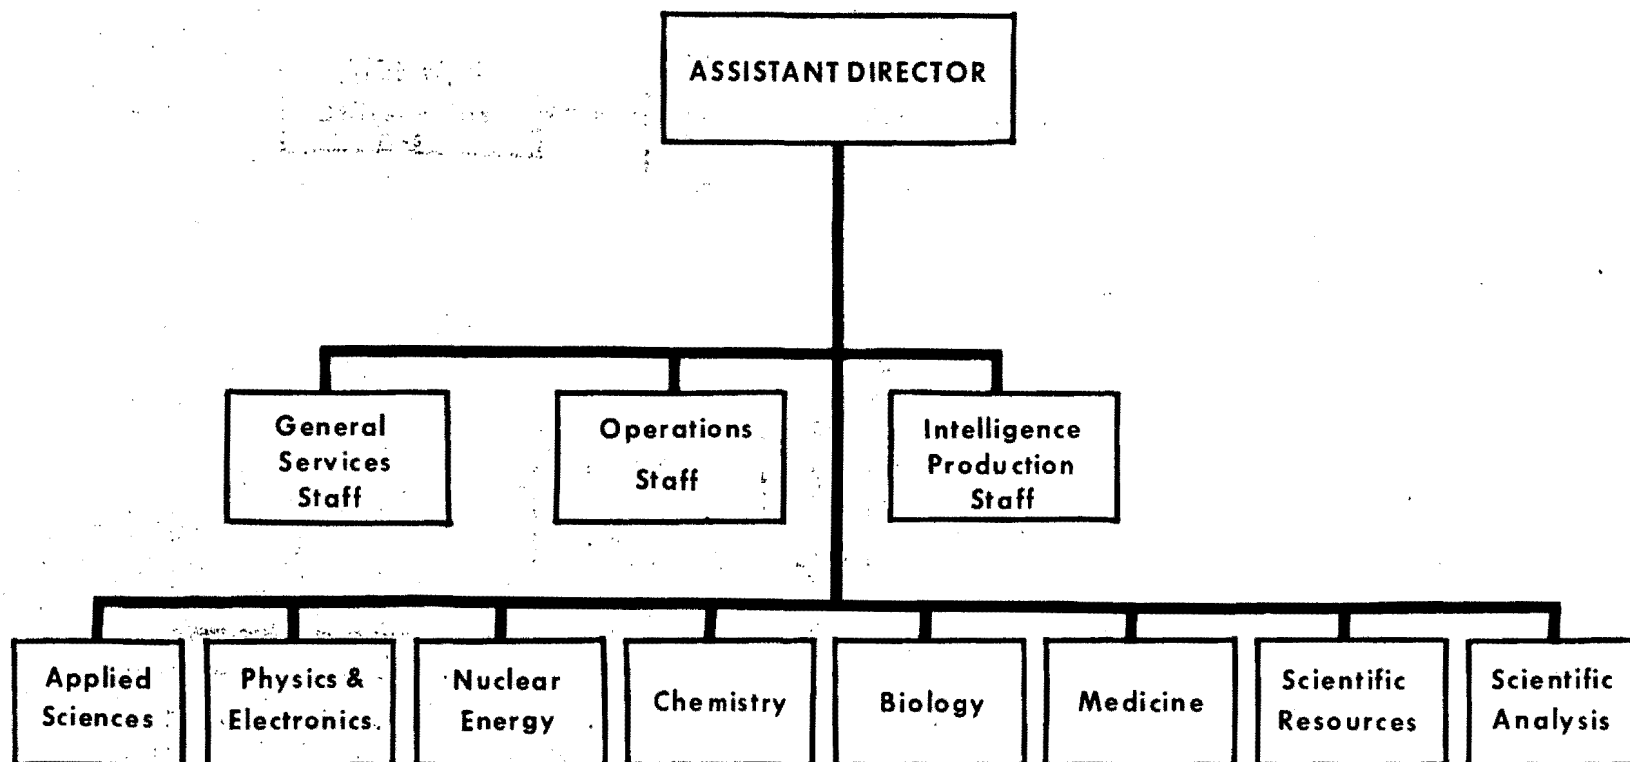 ASSISTANT DIRECTOR
General
Services
Staff
Operations
Staff
Intelligence
Production
Staff
Applied
Sciences
Physics &
Electronics
Nuclear
Energy
Chemistry
Biology
Medicine
Scientific
Resources
Scientific
Analysis